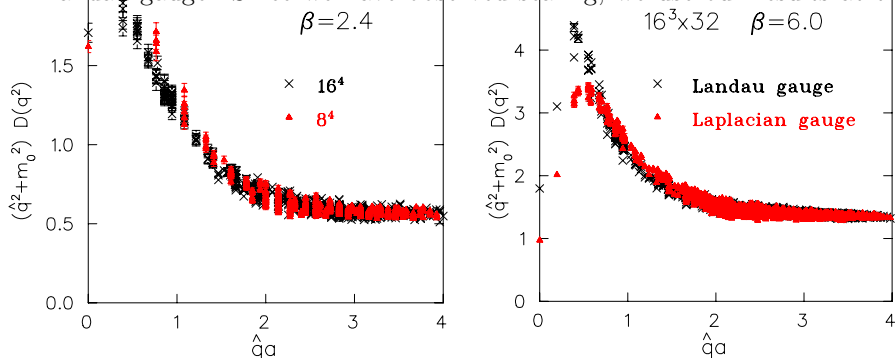 β=2.4
16³x32 β=6.0
× 16⁴
▲ 8⁴
× Landau gauge
▲ Laplacian gauge
(q̂²+m₀²) D(q²)
1.5
1.0
0.5
0.0
0 1 2 3 4
q̂a
(q̂²+m₀²) D(q²)
4
3
2
1
0
0 1 2 3 4
q̂a